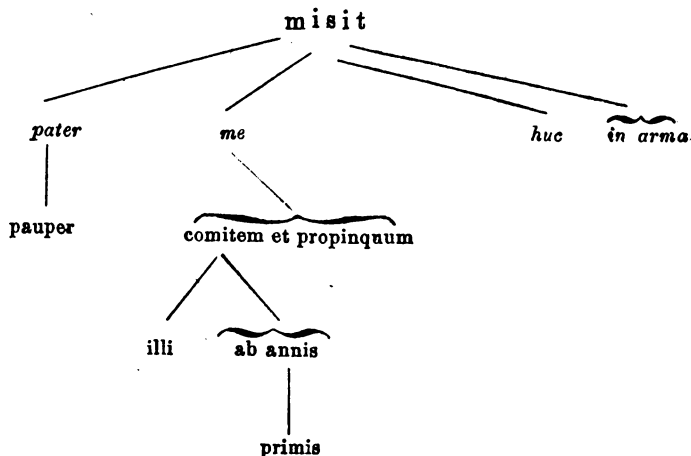 misit
pater me huc in arma
pauper
comitem et propinquum
illi ab annis
primis